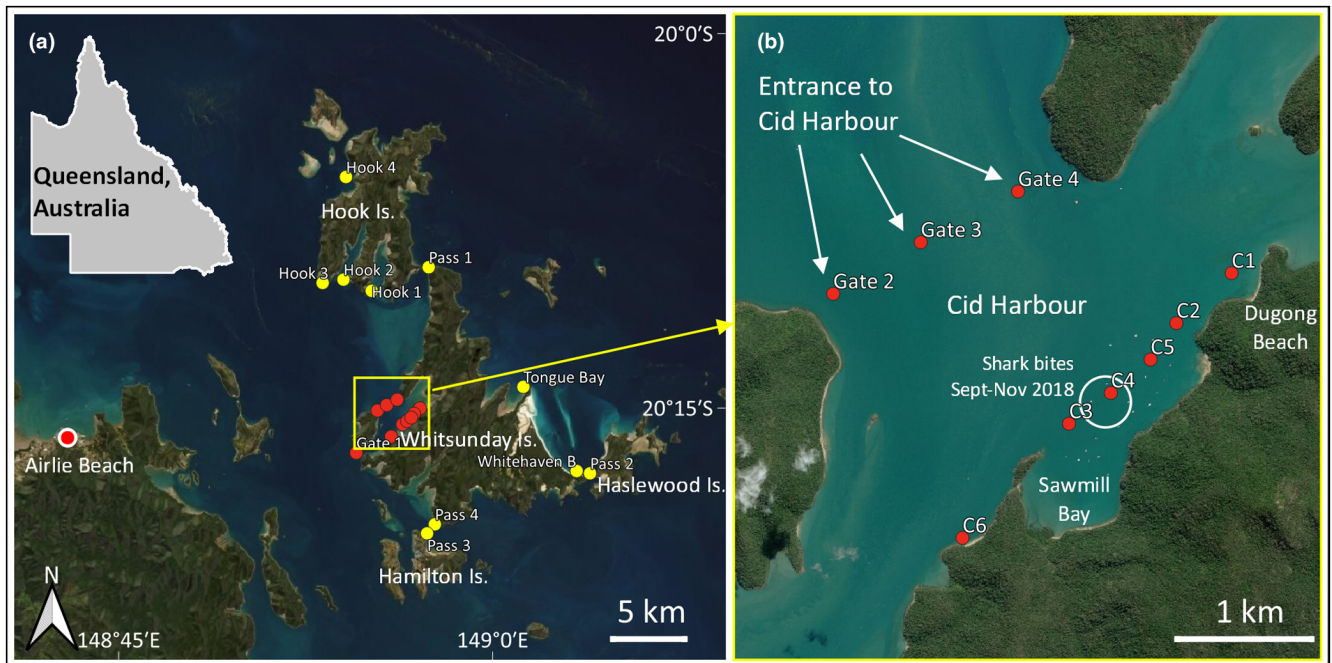 (a)
20°0'S
Queensland,
Australia
Hook 4
Hook Is.
Pass 1
Hook 3
Hook 2
Hook 1
Tongue Bay
20°15'S
Gate 1
Whitsunday Is.
Airlie Beach
Whitehaven B
Pass 2
Haslewood Is.
Pass 4
Pass 3
Hamilton Is.
N
5 km
148°45'E
149°0'E
(b)
Entrance to
Cid Harbour
Gate 4
Gate 3
Gate 2
C1
Cid Harbour
C2
Dugong
Beach
C5
Shark bites
Sept-Nov 2018
C4
C3
Sawmill
Bay
C6
1 km